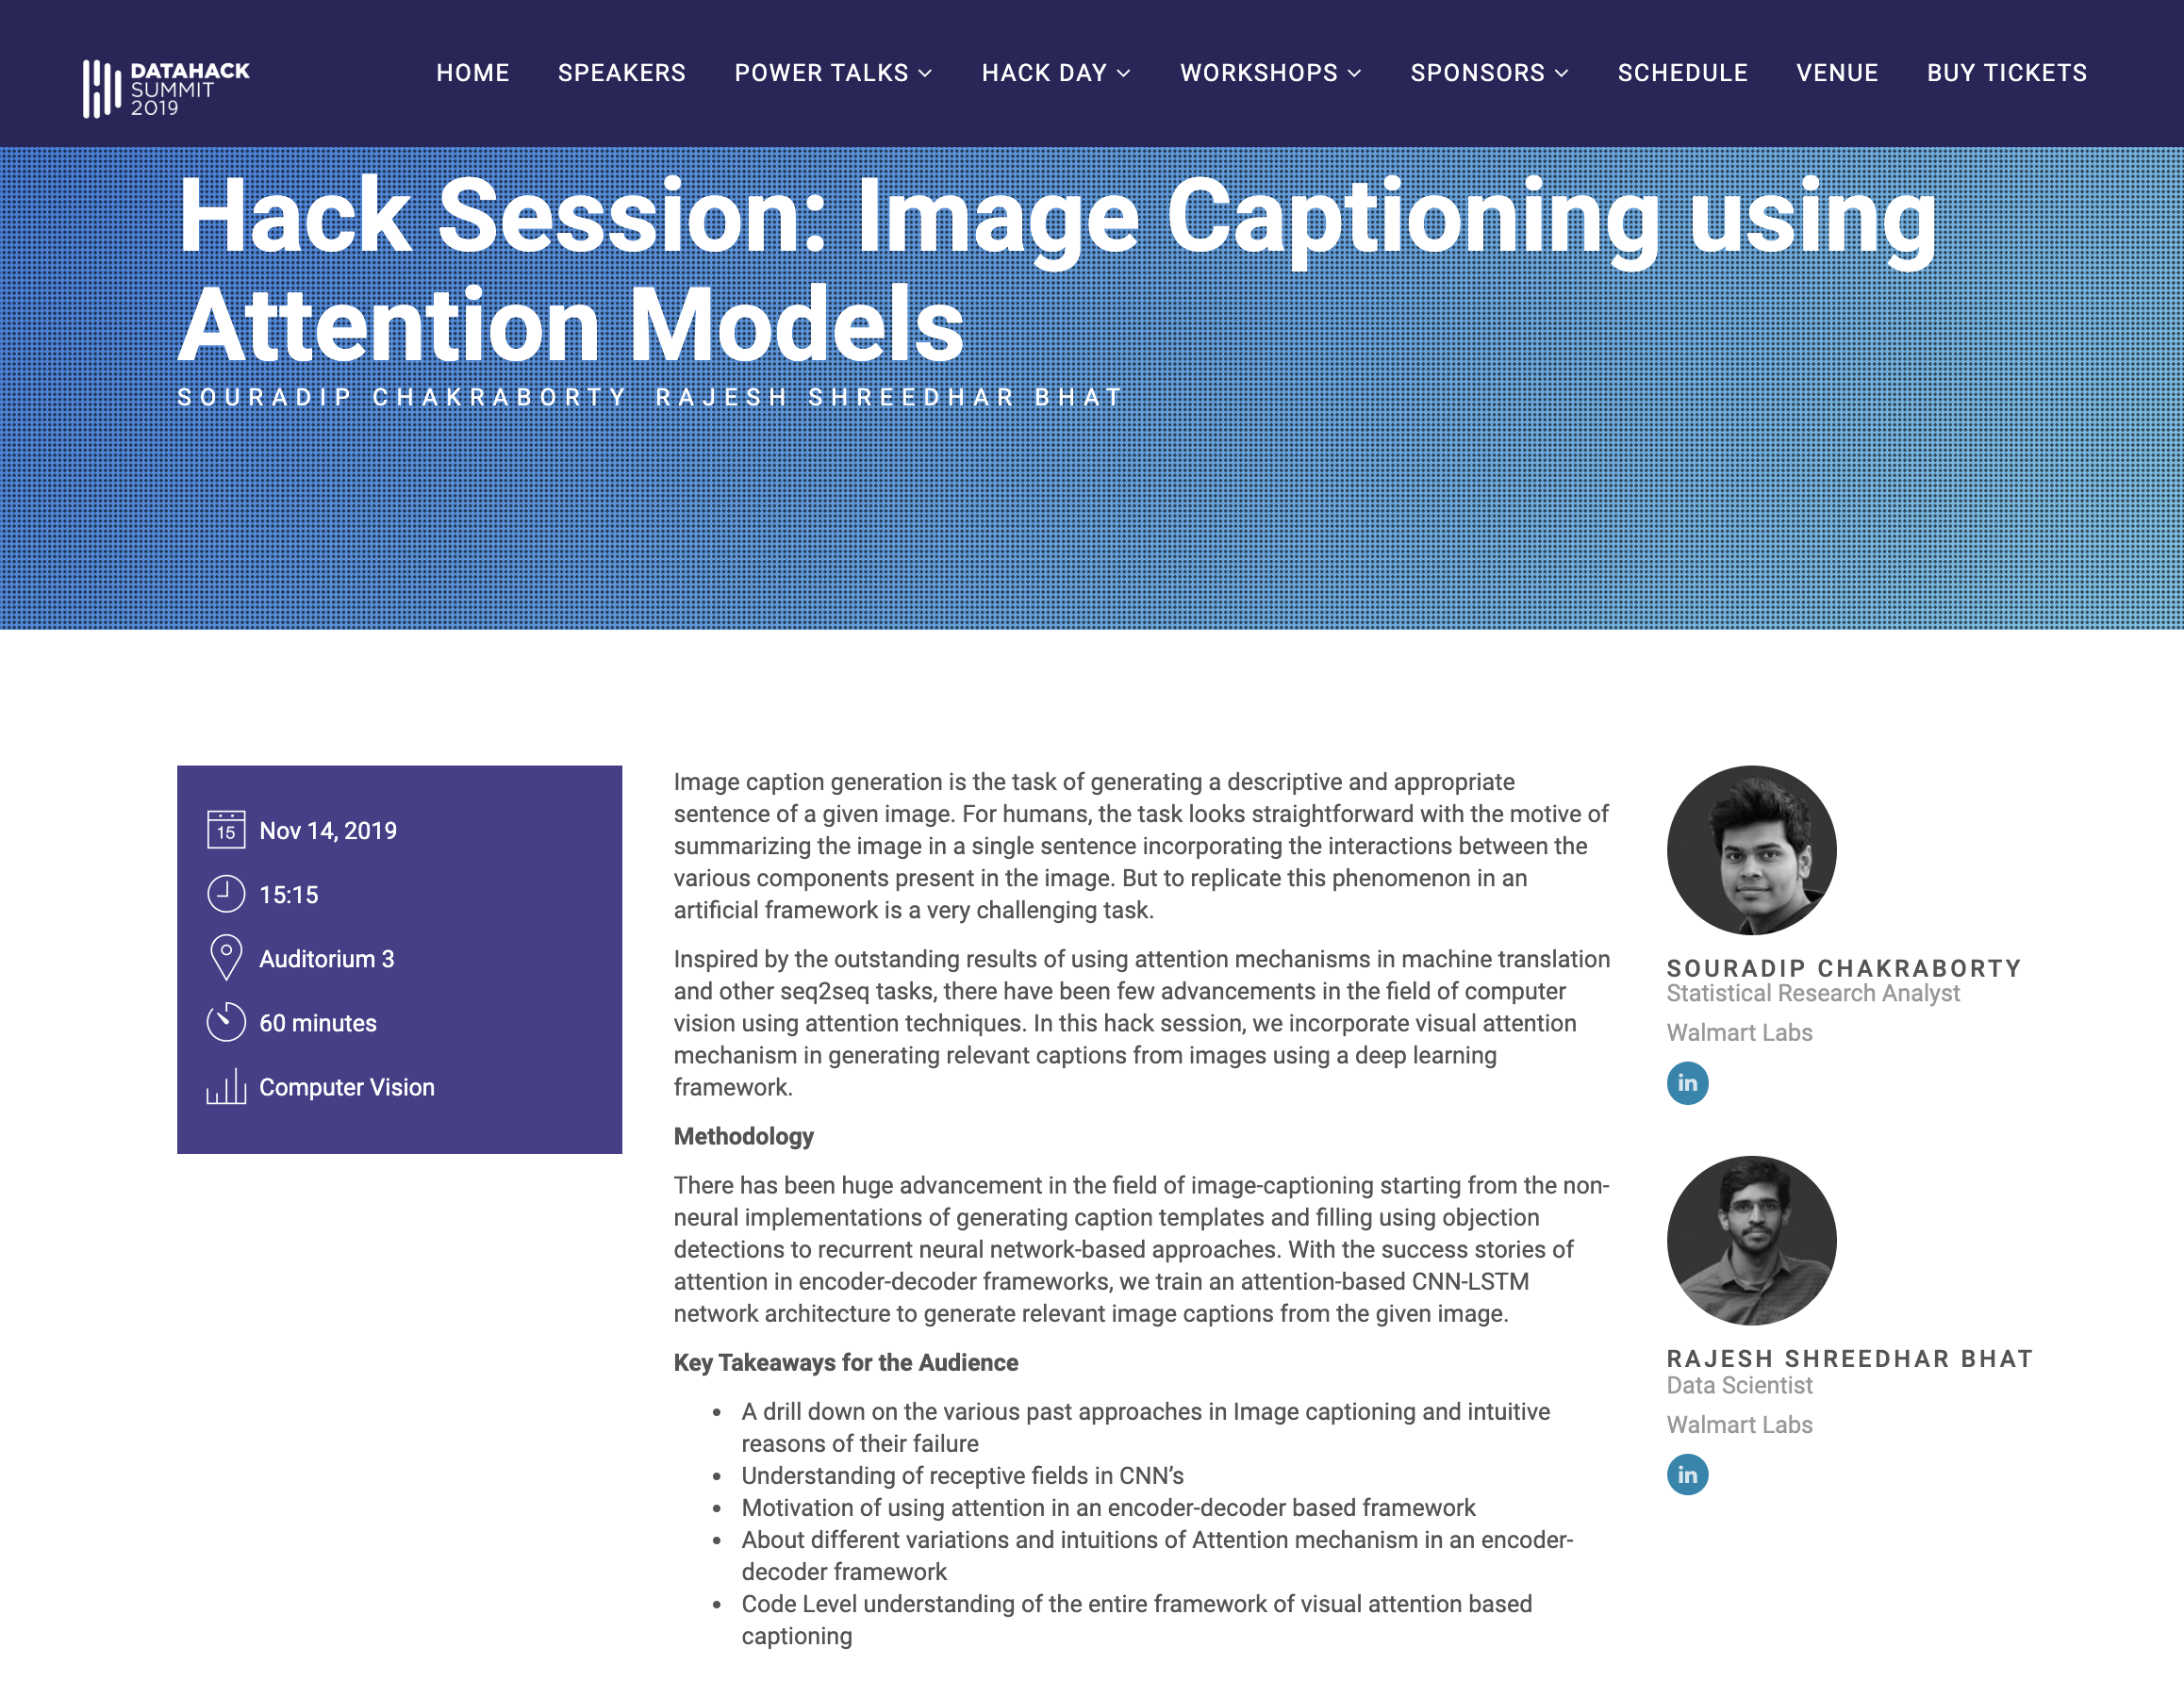 DATAHACK
SUMMIT
2019
HOME SPEAKERS POWER TALKS HACK DAY WORKSHOPS SPONSORS SCHEDULE VENUE BUY TICKETS
Hack Session: Image Captioning using
Attention Models
SOURADIP CHAKRABORTY RAJESH SHREEDHAR BHAT
15
Nov 14, 2019
15:15
Auditorium 3
60 minutes
Computer Vision
Image caption generation is the task of generating a descriptive and appropriate
sentence of a given image. For humans, the task looks straightforward with the motive of
summarizing the image in a single sentence incorporating the interactions between the
various components present in the image. But to replicate this phenomenon in an
artificial framework is a very challenging task.
Inspired by the outstanding results of using attention mechanisms in machine translation
and other seq2seq tasks, there have been few advancements in the field of computer
vision using attention techniques. In this hack session, we incorporate visual attention
mechanism in generating relevant captions from images using a deep learning
framework.
Methodology
There has been huge advancement in the field of image-captioning starting from the non-
neural implementations of generating caption templates and filling using objection
detections to recurrent neural network-based approaches. With the success stories of
attention in encoder-decoder frameworks, we train an attention-based CNN-LSTM
network architecture to generate relevant image captions from the given image.
Key Takeaways for the Audience
• A drill down on the various past approaches in Image captioning and intuitive
reasons of their failure
• Understanding of receptive fields in CNN’s
• Motivation of using attention in an encoder-decoder based framework
• About different variations and intuitions of Attention mechanism in an encoder-
decoder framework
• Code Level understanding of the entire framework of visual attention based
captioning
SOURADIP CHAKRABORTY
Statistical Research Analyst
Walmart Labs
in
RAJESH SHREEDHAR BHAT
Data Scientist
Walmart Labs
in